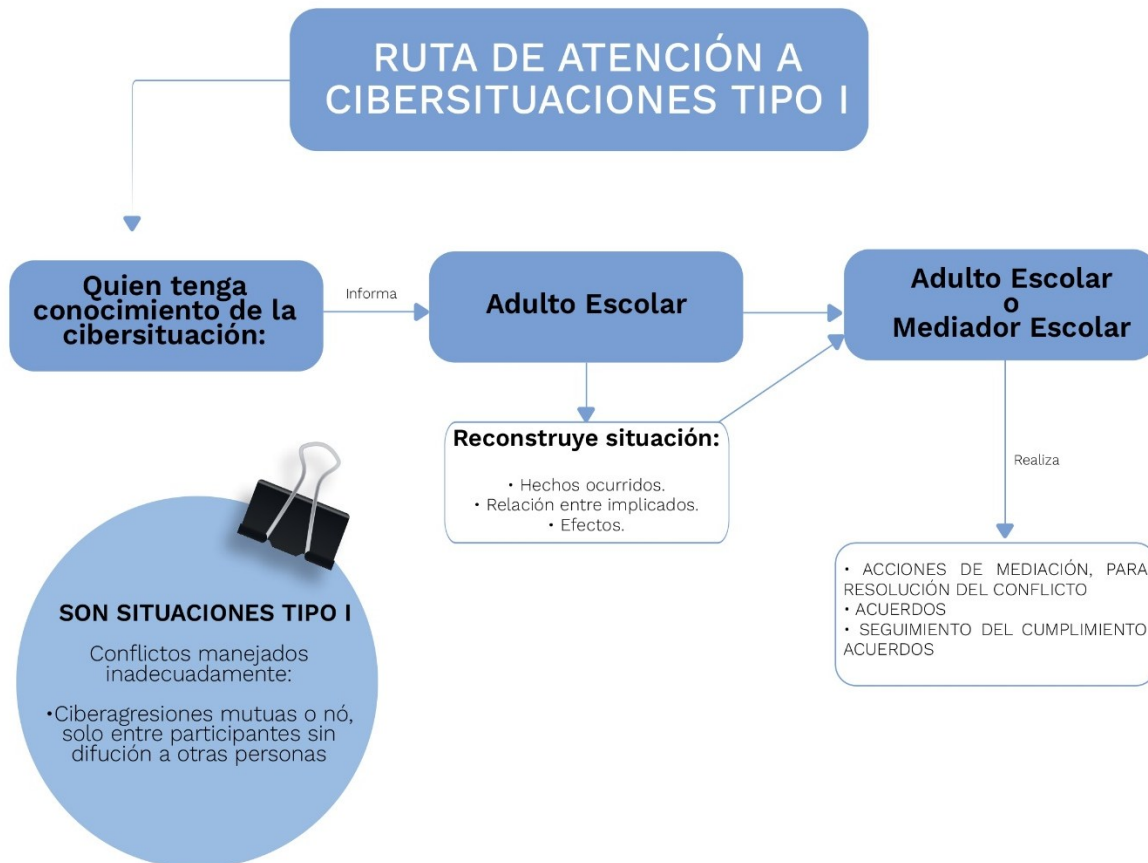 RUTA DE ATENCIÓN A
CIBERSITUACIONES TIPO I
Quien tenga
conocimiento de la
cibersituación:
Informa
Adulto Escolar
Adulto Escolar
o
Mediador Escolar
Reconstruye situación:
• Hechos ocurridos.
• Relación entre implicados.
• Efectos.
Realiza
• ACCIONES DE MEDIACIÓN, PARA
RESOLUCIÓN DEL CONFLICTO
• ACUERDOS
• SEGUIMIENTO DEL CUMPLIMIENTO
ACUERDOS
SON SITUACIONES TIPO I
Conflictos manejados
inadecuadamente:
•Ciberagresiones mutuas o nó,
solo entre participantes sin
difución a otras personas